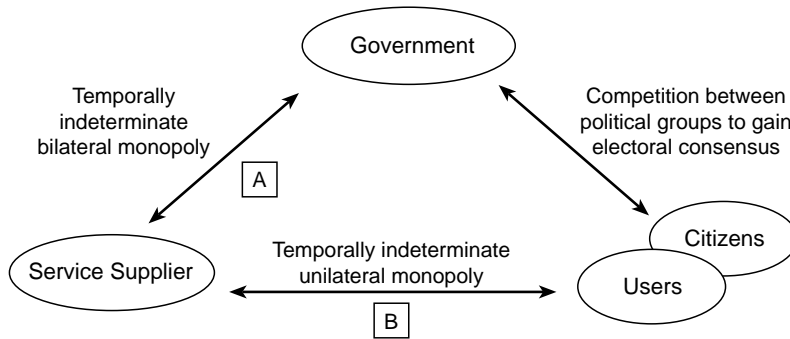 Government
Temporally
indeterminate
bilateral monopoly
Competition between
political groups to gain
electoral consensus
A
Citizens
Service Supplier
Temporally indeterminate
unilateral monopoly
Users
B